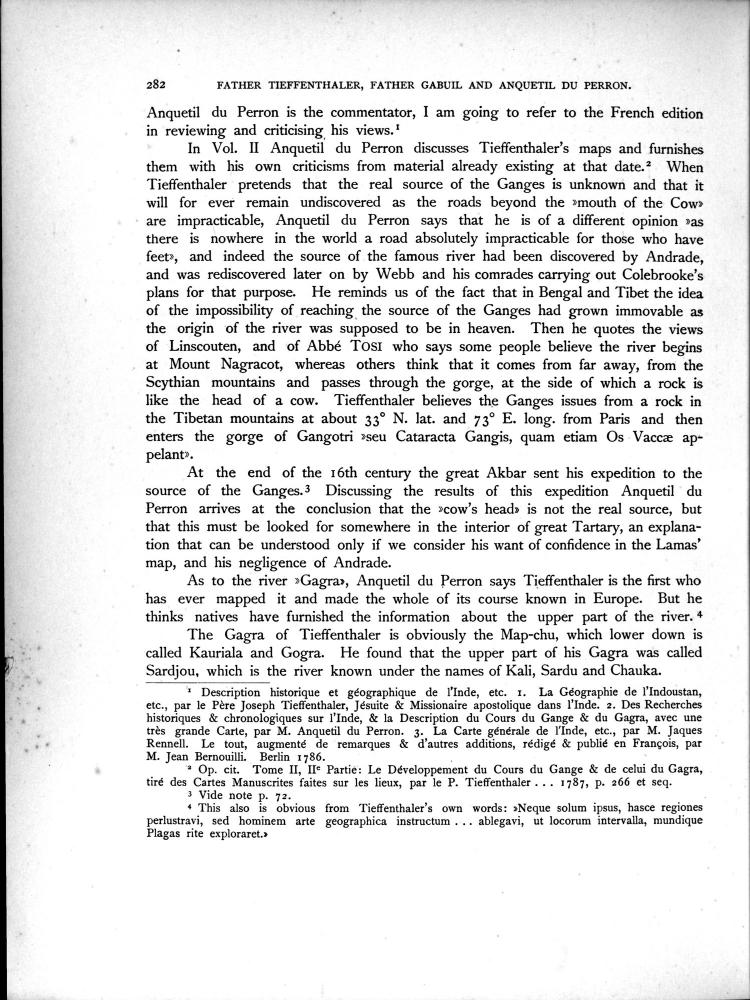 282 FATHER TIEFFENTHALER, FATHER GABUIL AND ANQUETIL DU PERRON.
Anquetil du Perron is the commentator, I am going to refer to the French edition
in reviewing and criticising his views.¹
In Vol. II Anquetil du Perron discusses Tieffenthaler's maps and furnishes
them with his own criticisms from material already existing at that date.² When
Tieffenthaler pretends that the real source of the Ganges is unknown and that it
will for ever remain undiscovered as the roads beyond the »mouth of the Cow»
are impracticable, Anquetil du Perron says that he is of a different opinion »as
there is nowhere in the world a road absolutely impracticable for those who have
feet», and indeed the source of the famous river had been discovered by Andrade,
and was rediscovered later on by Webb and his comrades carrying out Colebrooke's
plans for that purpose. He reminds us of the fact that in Bengal and Tibet the idea
of the impossibility of reaching the source of the Ganges had grown immovable as
the origin of the river was supposed to be in heaven. Then he quotes the views
of Linscouten, and of Abbé TOSI who says some people believe the river begins
at Mount Nagracot, whereas others think that it comes from far away, from the
Scythian mountains and passes through the gorge, at the side of which a rock is
like the head of a cow. Tieffenthaler believes the Ganges issues from a rock in
the Tibetan mountains at about 33° N. lat. and 73° E. long. from Paris and then
enters the gorge of Gangotri »seu Cataracta Gangis, quam etiam Os Vaccæ ap-
pelant».
At the end of the 16th century the great Akbar sent his expedition to the
source of the Ganges.³ Discussing the results of this expedition Anquetil du
Perron arrives at the conclusion that the »cow's head» is not the real source, but
that this must be looked for somewhere in the interior of great Tartary, an explana-
tion that can be understood only if we consider his want of confidence in the Lamas'
map, and his negligence of Andrade.
As to the river »Gagra», Anquetil du Perron says Tieffenthaler is the first who
has ever mapped it and made the whole of its course known in Europe. But he
thinks natives have furnished the information about the upper part of the river.⁴
The Gagra of Tieffenthaler is obviously the Map-chu, which lower down is
called Kauriala and Gogra. He found that the upper part of his Gagra was called
Sardjou, which is the river known under the names of Kali, Sardu and Chauka.
¹ Description historique et géographique de l'Inde, etc. 1. La Géographie de l'Indoustan,
etc., par le Père Joseph Tieffenthaler, Jésuite & Missionaire apostolique dans l'Inde. 2. Des Recherches
historiques & chronologiques sur l'Inde, & la Description du Cours du Gange & du Gagra, avec une
très grande Carte, par M. Anquetil du Perron. 3. La Carte générale de l'Inde, etc., par M. Jaques
Rennell. Le tout, augmenté de remarques & d'autres additions, rédigé & publié en François, par
M. Jean Bernouilli. Berlin 1786.
² Op. cit. Tome II, IIᵉ Partie: Le Développement du Cours du Gange & de celui du Gagra,
tiré des Cartes Manuscrites faites sur les lieux, par le P. Tieffenthaler . . . 1787, p. 266 et seq.
³ Vide note p. 72.
⁴ This also is obvious from Tieffenthaler's own words: »Neque solum ipsus, hasce regiones
perlustravi, sed hominem arte geographica instructum . . . ablegavi, ut locorum intervalla, mundique
Plagas rite exploraret.»